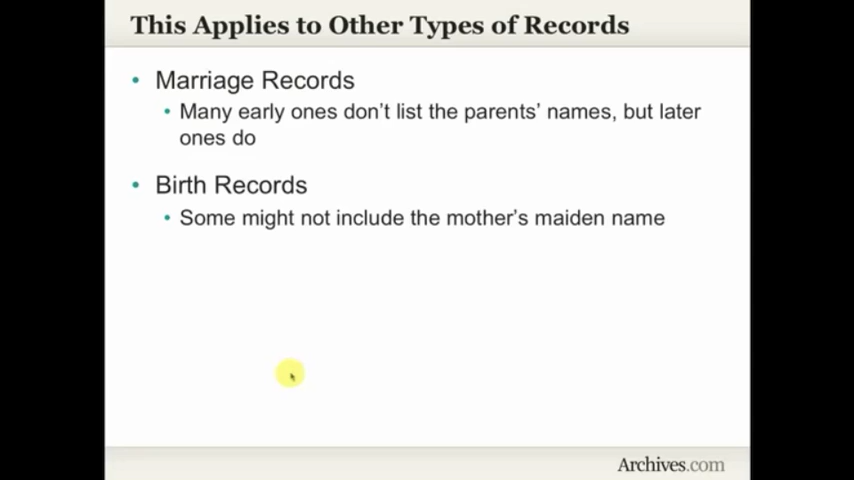 This Applies to Other Types of Records
• Marriage Records
• Many early ones don't list the parents' names, but later
ones do
• Birth Records
• Some might not include the mother's maiden name
Archives.com